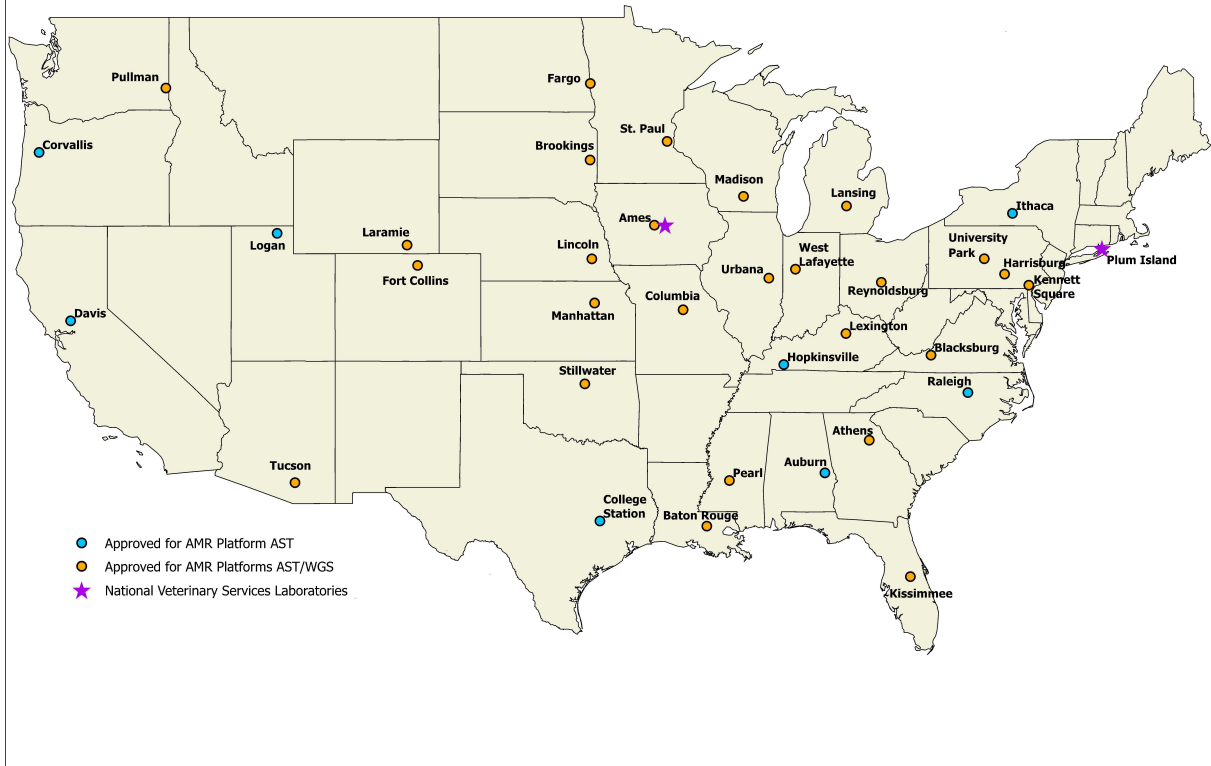 Pullman
Fargo
St. Paul
Corvallis
Brookings
Madison
Lansing
Ithaca
Ames
Laramie
Logan
Lincoln
University
Park
West
Lafayette
Harrisburg
Plum Island
Urbana
Fort Collins
Kennett
Square
Reynoldsburg
Columbia
Manhattan
Davis
Lexington
Blacksburg
Hopkinsville
Stillwater
Raleigh
Athens
Tucson
Auburn
Pearl
College
Station
Baton Rouge
Kissimmee
Approved for AMR Platform AST
Approved for AMR Platforms AST/WGS
National Veterinary Services Laboratories